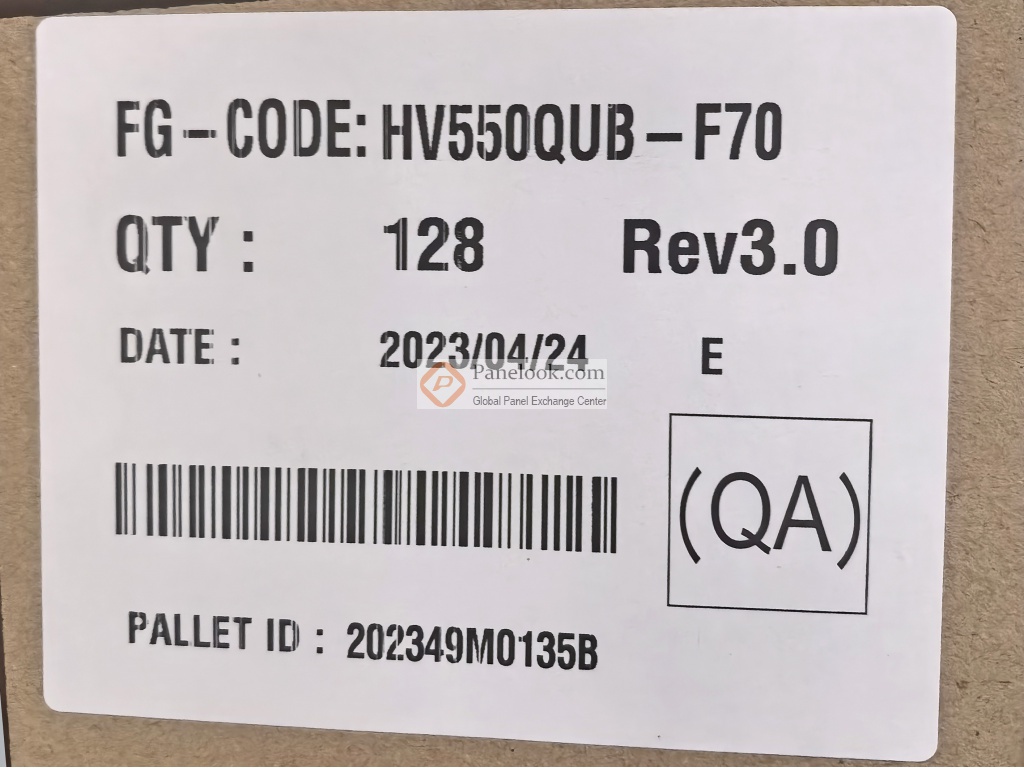 FG-CODE: HV550QUB-F70
QTY : 128 Rev3.0
DATE : 2023/04/24 E
Panelook.com
Global Panel Exchange Center
(QA)
PALLET ID : 202349M0135B